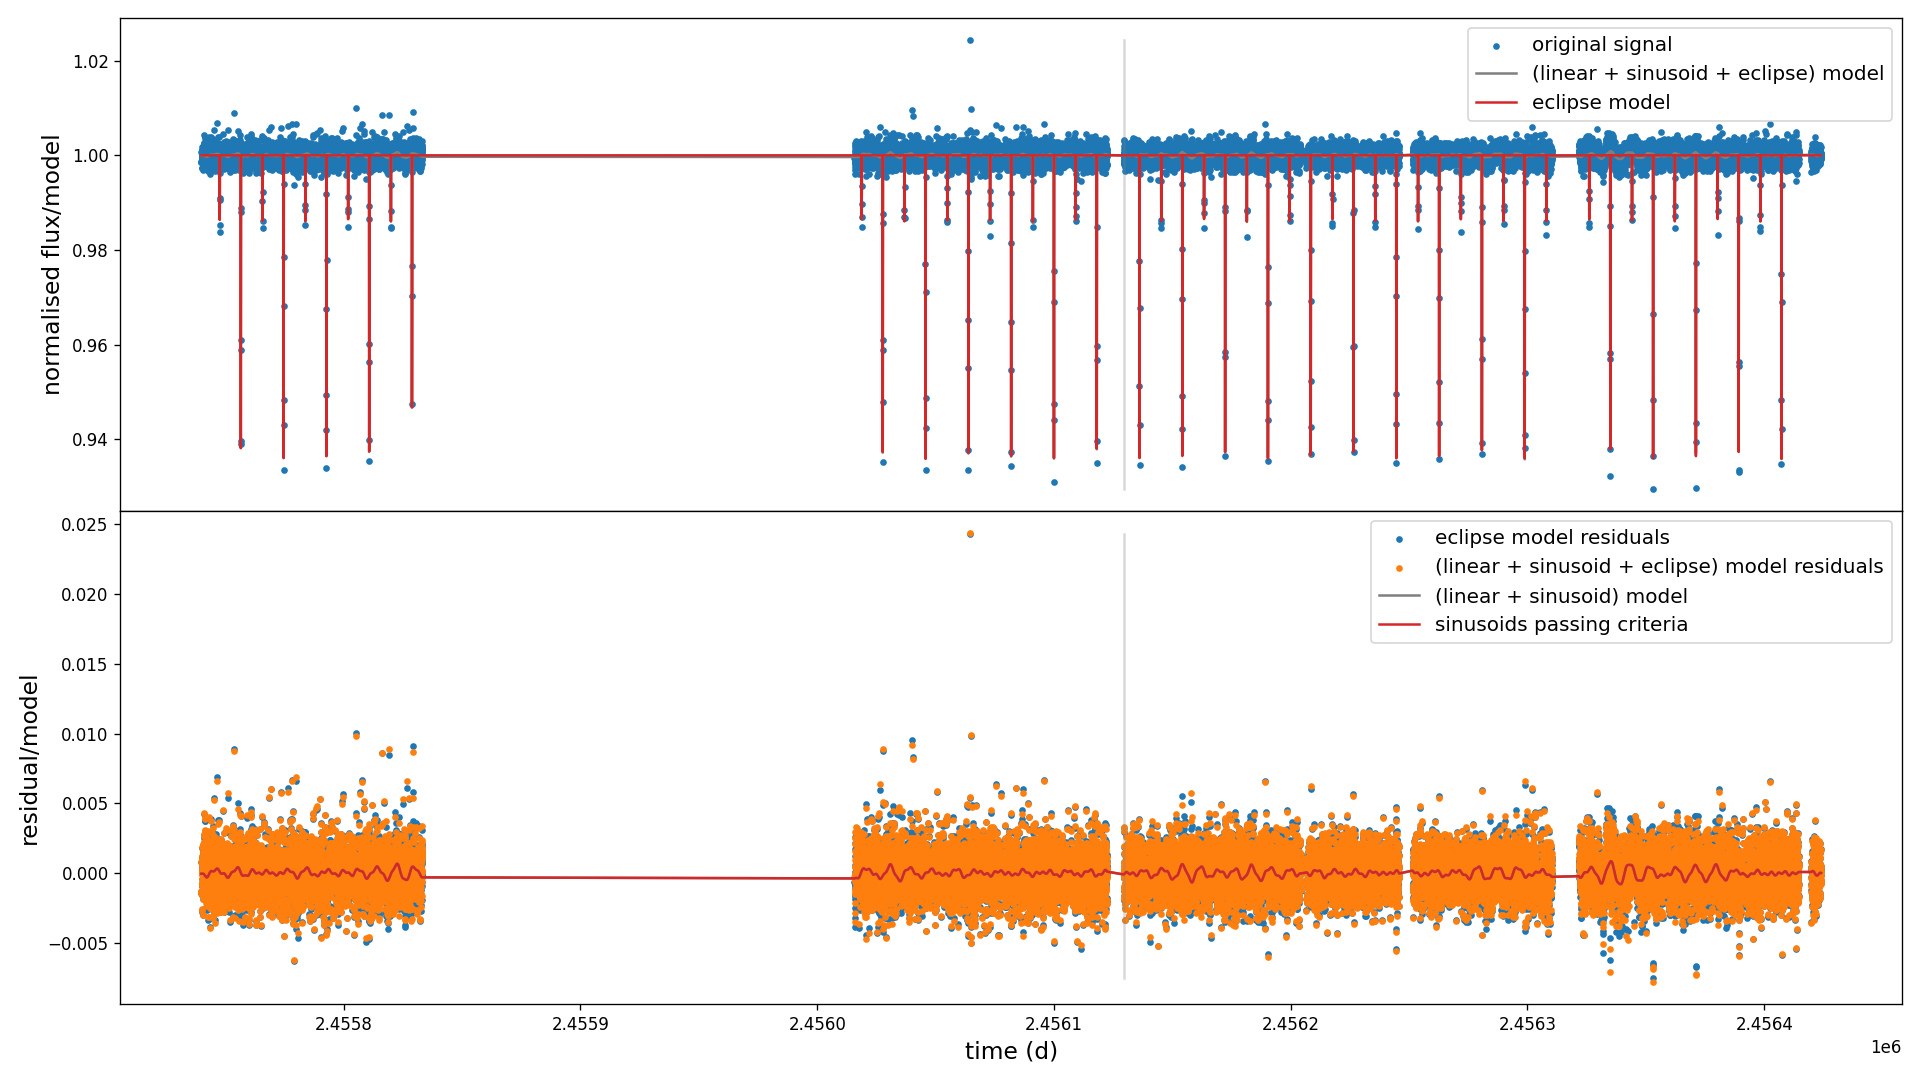 original signal
(linear + sinusoid + eclipse) model
eclipse model
1.02
1.00
0.98
0.96
0.94
normalised flux/model
eclipse model residuals
(linear + sinusoid + eclipse) model residuals
(linear + sinusoid) model
sinusoids passing criteria
0.025
0.020
0.015
0.010
0.005
0.000
−0.005
residual/model
2.4558 2.4559 2.4560 2.4561 2.4562 2.4563 2.4564
1e6
time (d)